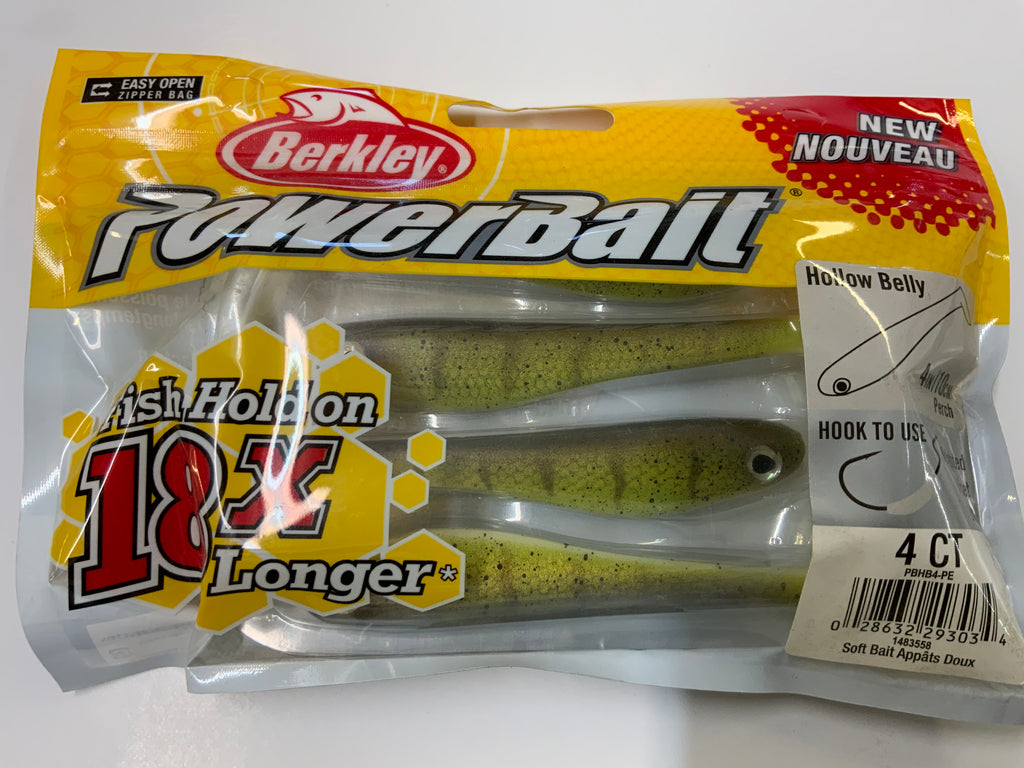 EASY OPEN
ZIPPER BAG
Berkley®
PowerBait®
NEW
NOUVEAU
Hollow Belly
Perch
HOOK TO USE
Fish Hold on
18X
Longer*
4 CT
PBHB4-PE
0 28632 29303 4
1483558
Soft Bait Appâts Doux